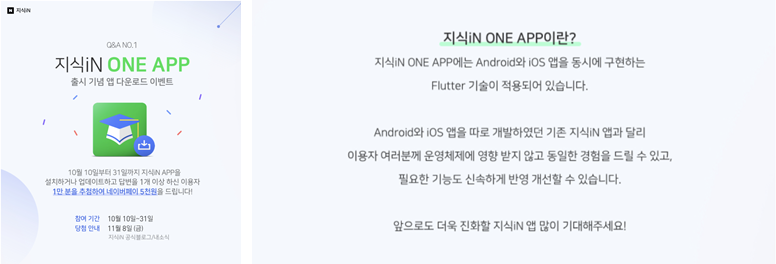 지식iN
Q&A NO.1
지식iN ONE APP
출시 기념 앱 다운로드 이벤트
10월 10일부터 31일까지 지식iN APP을
설치하거나 업데이트하고 답변을 1개 이상 하신 이용자
1만 분을 추첨하여 네이버페이 5천원을 드립니다!
참여 기간 10월 10일~31일
당첨 안내 11월 8일 (금)
지식iN 공식블로그/내소식
지식iN ONE APP이란?
지식iN ONE APP에는 Android와 iOS 앱을 동시에 구현하는
Flutter 기술이 적용되어 있습니다.
Android와 iOS 앱을 따로 개발하였던 기존 지식iN 앱과 달리
이용자 여러분께 운영체제에 영향 받지 않고 동일한 경험을 드릴 수 있고,
필요한 기능도 신속하게 반영 개선할 수 있습니다.
앞으로도 더욱 진화할 지식iN 앱 많이 기대해주세요!